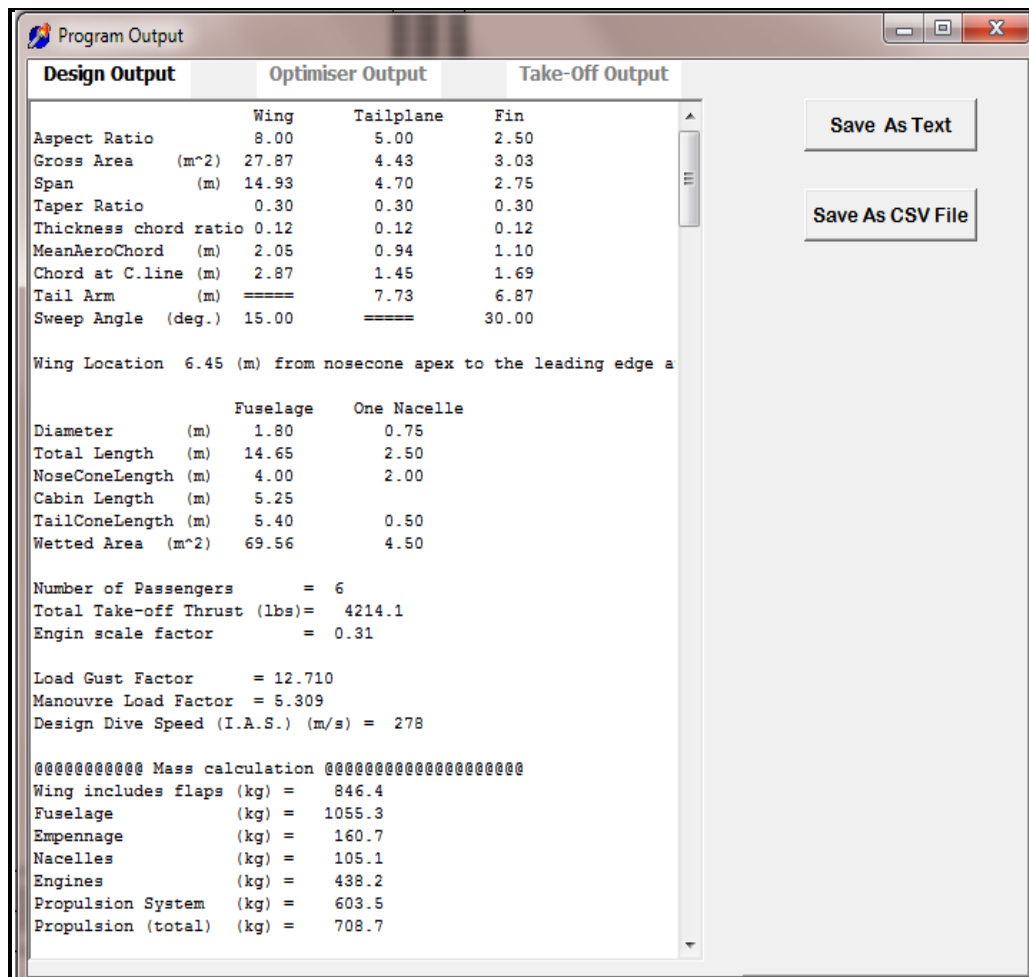 Program Output
Design Output Optimiser Output Take-Off Output
Save As Text
Save As CSV File
Wing Tailplane Fin
Aspect Ratio 8.00 5.00 2.50
Gross Area (m^2) 27.87 4.43 3.03
Span (m) 14.93 4.70 2.75
Taper Ratio 0.30 0.30 0.30
Thickness chord ratio 0.12 0.12 0.12
MeanAeroChord (m) 2.05 0.94 1.10
Chord at C.line (m) 2.87 1.45 1.69
Tail Arm (m) ===== 7.73 6.87
Sweep Angle (deg.) 15.00 ===== 30.00
Wing Location 6.45 (m) from nosecone apex to the leading edge a
Fuselage One Nacelle
Diameter (m) 1.80 0.75
Total Length (m) 14.65 2.50
NoseConeLength (m) 4.00 2.00
Cabin Length (m) 5.25
TailConeLength (m) 5.40 0.50
Wetted Area (m^2) 69.56 4.50
Number of Passengers = 6
Total Take-off Thrust (lbs)= 4214.1
Engin scale factor = 0.31
Load Gust Factor = 12.710
Manouvre Load Factor = 5.309
Design Dive Speed (I.A.S.) (m/s) = 278
@@@@@@@@@@@ Mass calculation @@@@@@@@@@@@@@@@@@@@
Wing includes flaps (kg) = 846.4
Fuselage (kg) = 1055.3
Empennage (kg) = 160.7
Nacelles (kg) = 105.1
Engines (kg) = 438.2
Propulsion System (kg) = 603.5
Propulsion (total) (kg) = 708.7